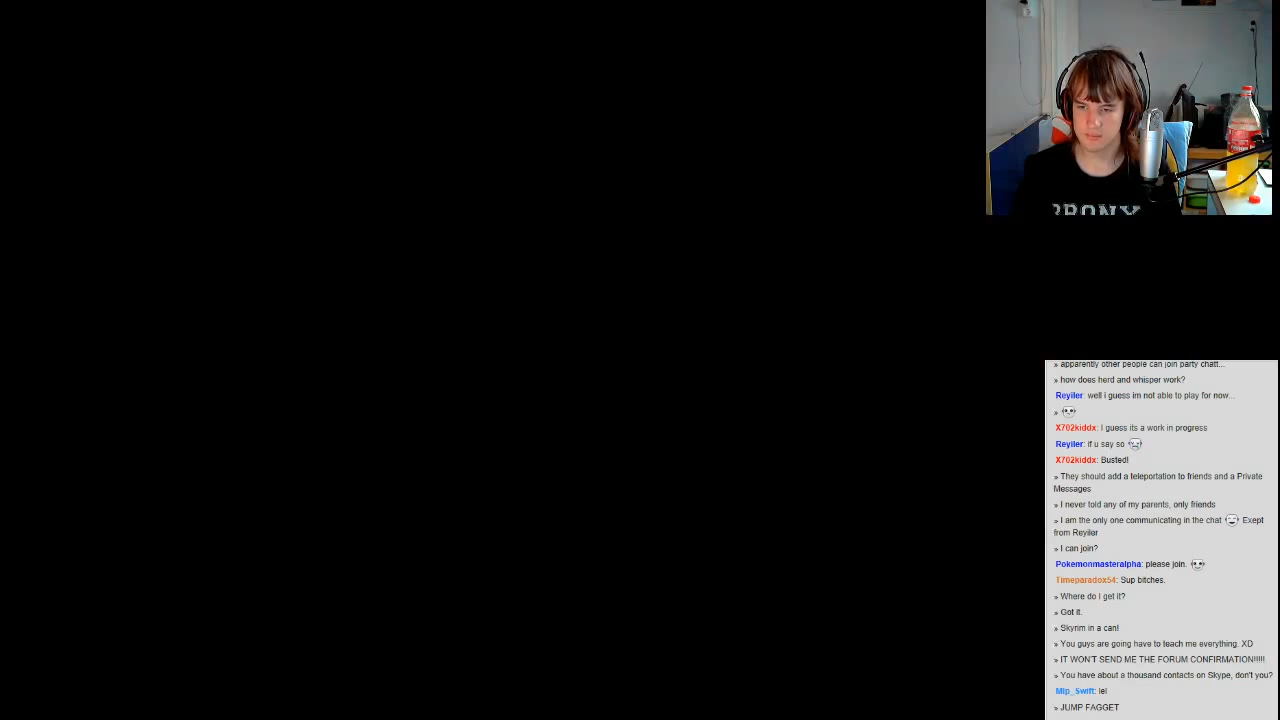 BRONY
» apparently other people can join party chatt...
» how does herd and whisper work?
Reyiler: well i guess im not able to play for now...
»
X702kiddx: I guess its a work in progress
Reyiler: if u say so
X702kiddx: Busted!
» They should add a teleportation to friends and a Private
Messages
» I never told any of my parents, only friends
» I am the only one communicating in the chat Exept
from Reyiler
» I can join?
Pokemonmasteralpha: please join.
Timeparadox54: Sup bitches.
» Where do I get it?
» Got it.
» Skyrim in a can!
» You guys are going have to teach me everything. XD
» IT WON'T SEND ME THE FORUM CONFIRMATION!!!!!
» You have about a thousand contacts on Skype, don't you?
Mip_Swift: lel
» JUMP FAGGET